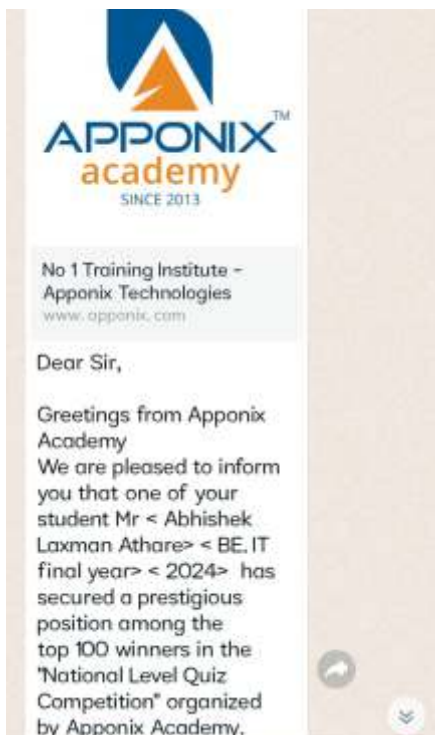 APPONIX™
academy
SINCE 2013
No 1 Training Institute -
Apponix Technologies
www.apponix.com
Dear Sir,
Greetings from Apponix
Academy
We are pleased to inform
you that one of your
student Mr < Abhishek
Laxman Athare> < BE. IT
final year> < 2024> has
secured a prestigious
position among the
top 100 winners in the
"National Level Quiz
Competition" organized
by Apponix Academy.